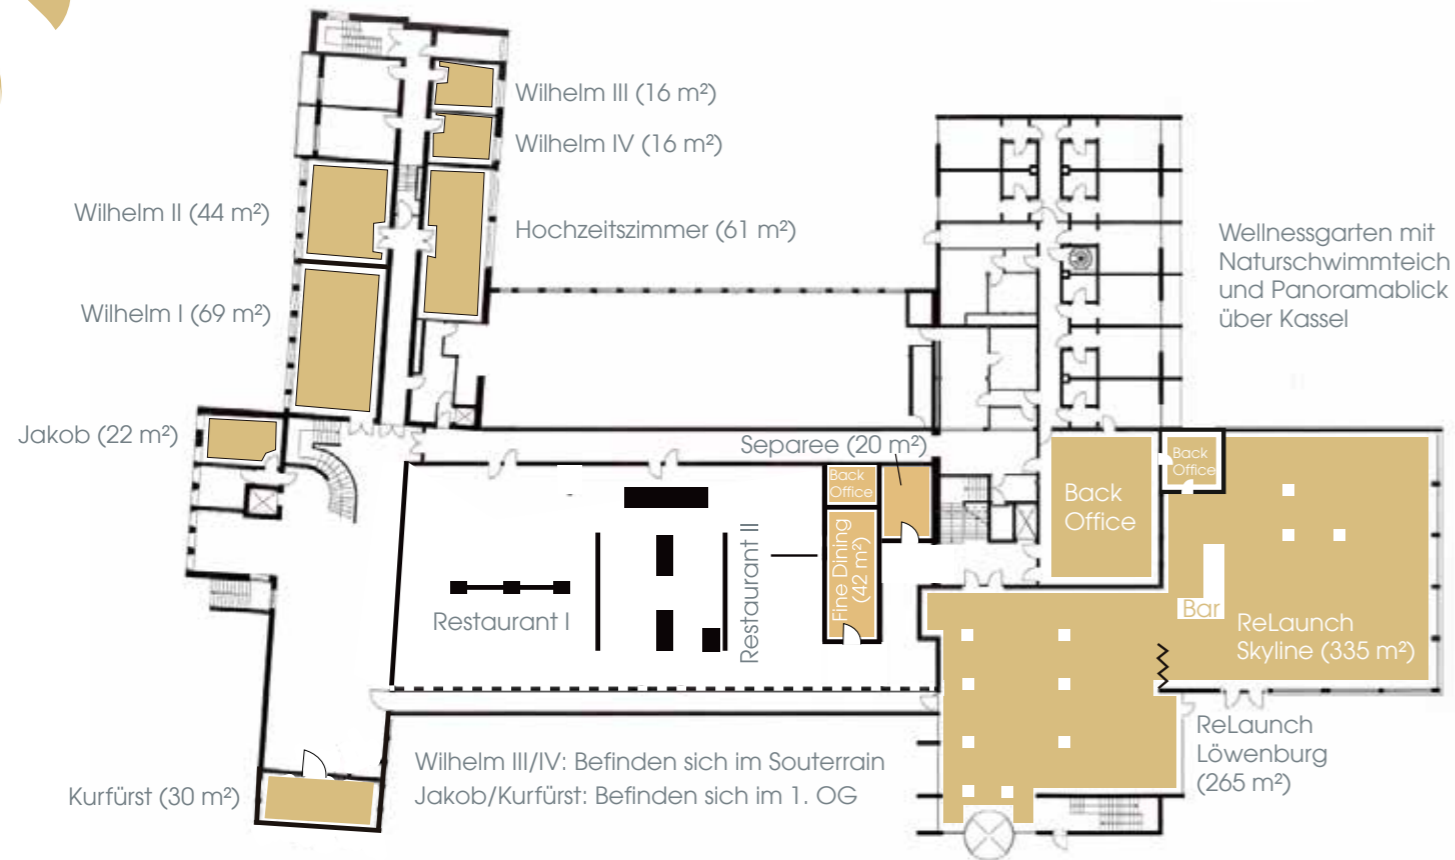 Wilhelm III (16 m²)
Wilhelm IV (16 m²)
Wilhelm II (44 m²)
Hochzeitszimmer (61 m²)
Wellnessgarten mit
Naturschwimmteich
und Panoramablick
über Kassel
Wilhelm I (69 m²)
Jakob (22 m²)
Separee (20 m²)
Back
Office
Back
Office
Back
Office
Fine Dining
(42 m²)
Restaurant II
Restaurant I
Bar
ReLaunch
Skyline (335 m²)
ReLaunch
Löwenburg
(265 m²)
Wilhelm III/IV: Befinden sich im Souterrain
Jakob/Kurfürst: Befinden sich im 1. OG
Kurfürst (30 m²)